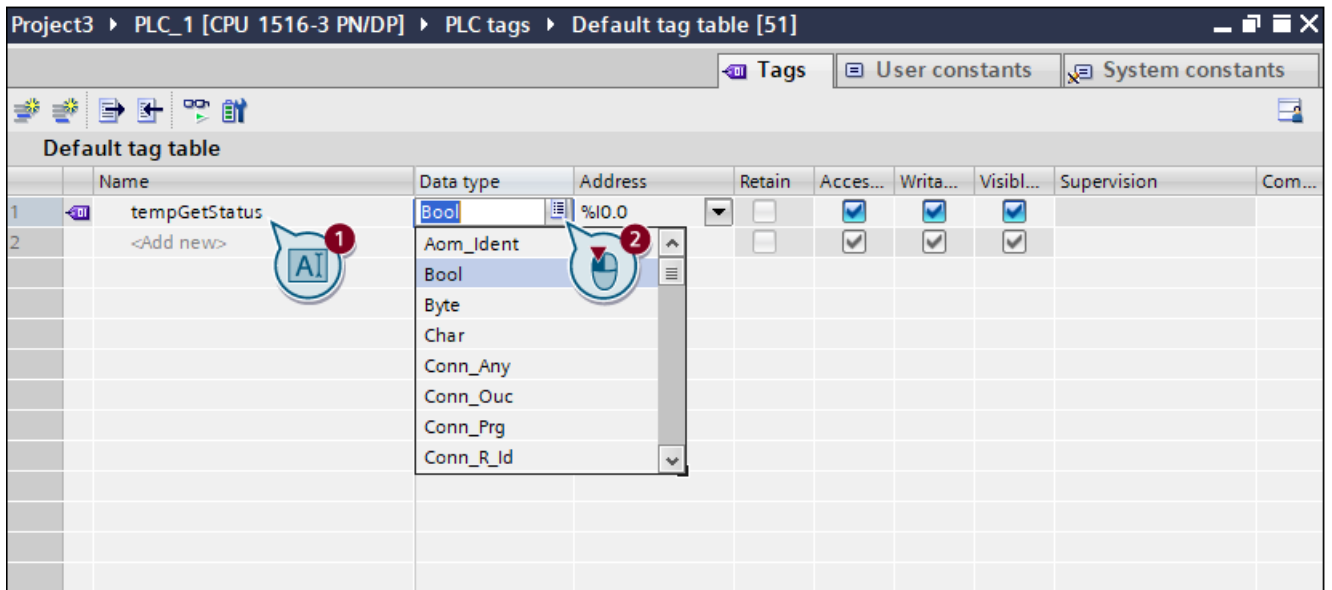 Project3 ▸ PLC_1 [CPU 1516-3 PN/DP] ▸ PLC tags ▸ Default tag table [51]
Tags User constants System constants
Default tag table
Name Data type Address Retain Acces... Writa... Visibl... Supervision Com...
1 tempGetStatus Bool %I0.0
2 <Add new>
1
AI
2
Aom_Ident
Bool
Byte
Char
Conn_Any
Conn_Ouc
Conn_Prg
Conn_R_Id